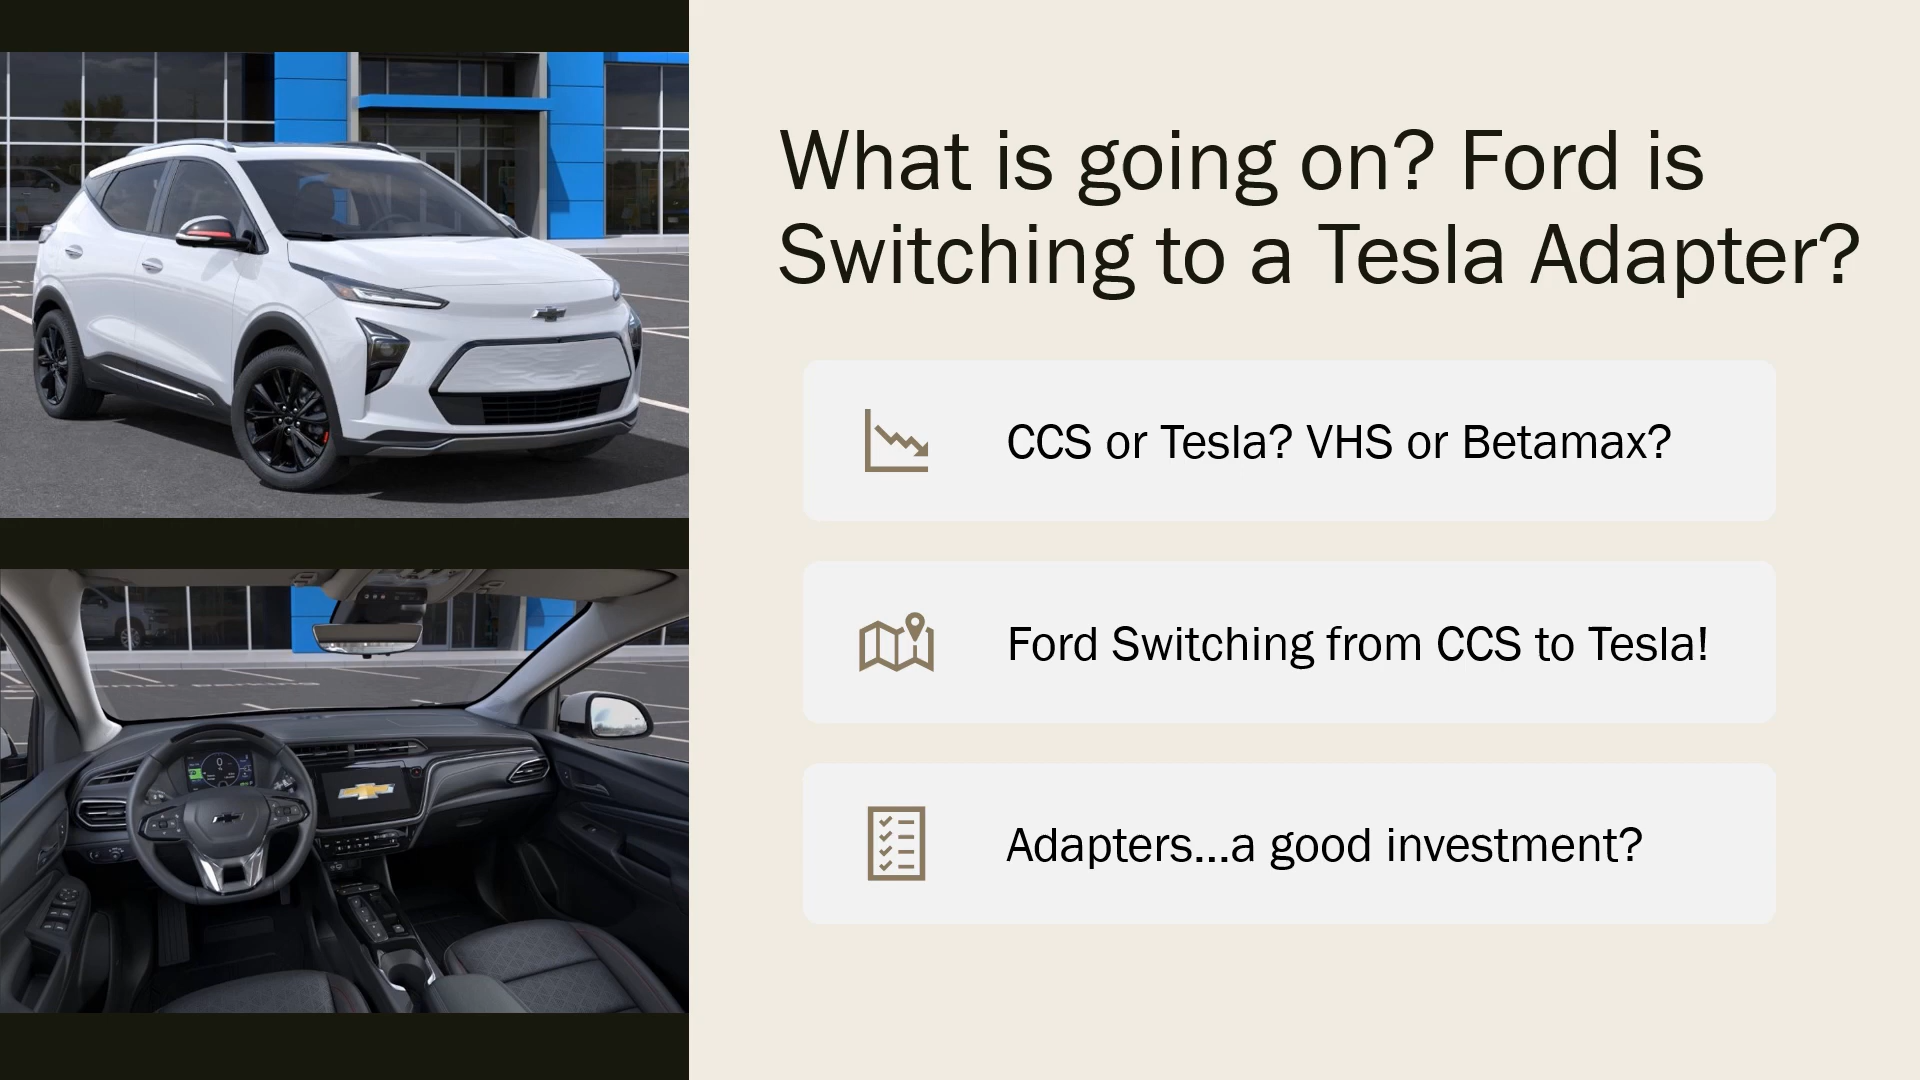 What is going on? Ford is
Switching to a Tesla Adapter?
CCS or Tesla? VHS or Betamax?
Ford Switching from CCS to Tesla!
Adapters...a good investment?